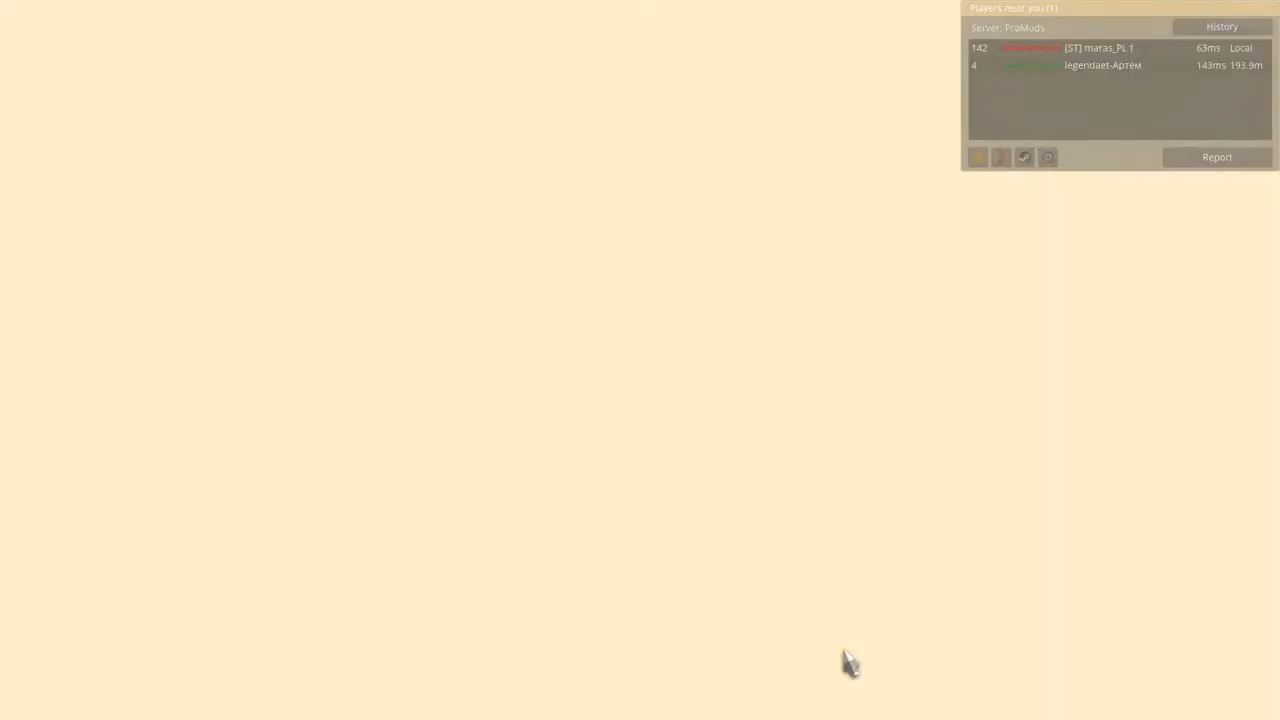 Players near you (1)
Server: ProMods
History
142 [ST] maras_PL 1 63ms Local
4 legendaet-Артём 143ms 193.9m
Report